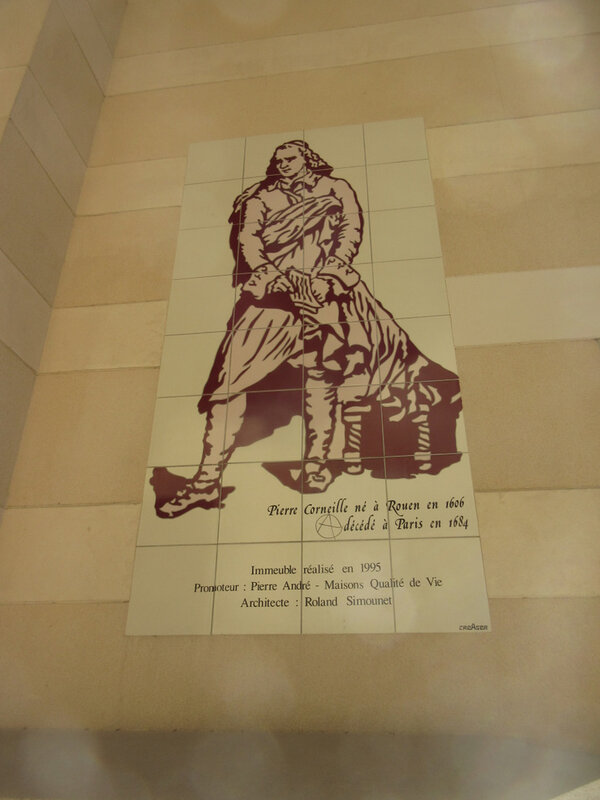 Pierre Corneille né à Rouen en 1606
décédé à Paris en 1684
Immeuble réalisé en 1995
Promoteur : Pierre André - Maisons Qualité de Vie
Architecte : Roland Simounet